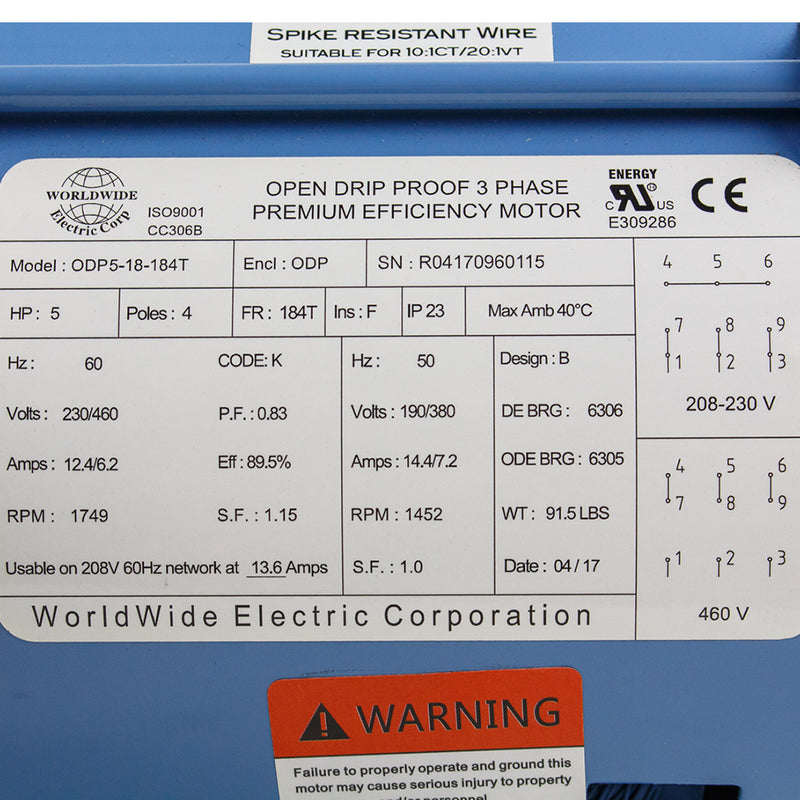 SPIKE RESISTANT WIRE
SUITABLE FOR 10:1CT/20:1VT
WORLDWIDE
Electric Corp
ISO9001
CC306B
OPEN DRIP PROOF 3 PHASE
PREMIUM EFFICIENCY MOTOR
ENERGY
C RU US
E309286
CE
Model : ODP5-18-184T
Encl : ODP
SN : R04170960115
HP : 5
Poles : 4
FR : 184T
Ins : F
IP 23
Max Amb 40°C
Hz : 60
CODE: K
Hz : 50
Design : B
Volts : 230/460
P.F. : 0.83
Volts : 190/380
DE BRG : 6306
Amps : 12.4/6.2
Eff : 89.5%
Amps : 14.4/7.2
ODE BRG : 6305
RPM : 1749
S.F. : 1.15
RPM : 1452
WT : 91.5 LBS
Usable on 208V 60Hz network at 13.6 Amps
S.F. : 1.0
Date : 04 / 17
WorldWide Electric Corporation
4 5 6
7 8 9
1 2 3
208-230 V
4 5 6
7 8 9
1 2 3
460 V
WARNING
Failure to properly operate and ground this
motor may cause serious injury to property
and/or personnel